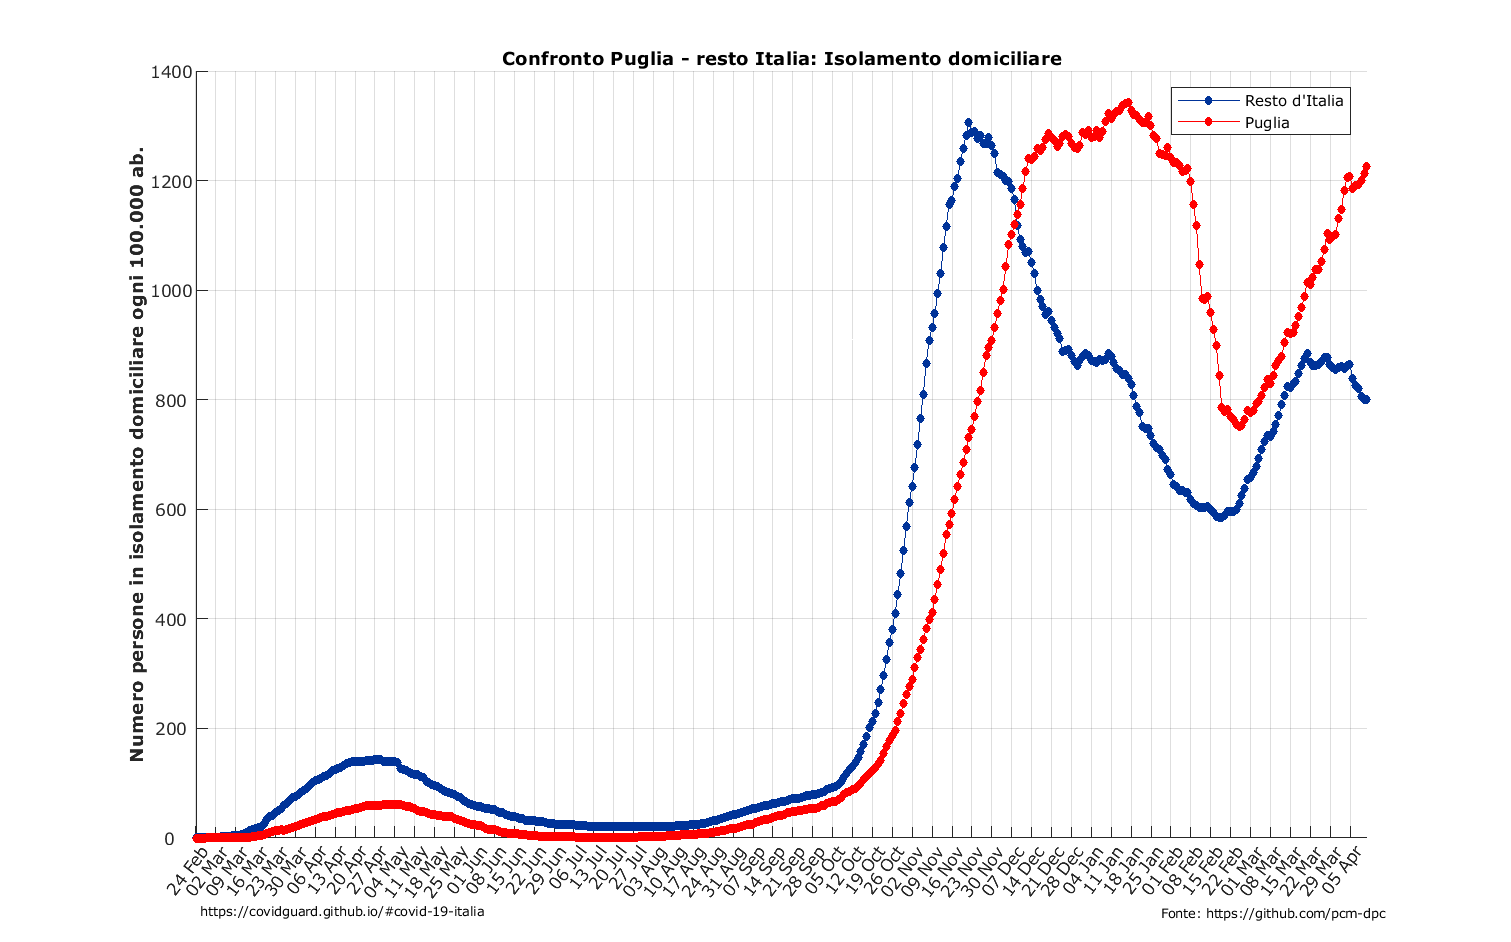 Confronto Puglia - resto Italia: Isolamento domiciliare
Numero persone in isolamento domiciliare ogni 100.000 ab.
1400
1200
1000
800
600
400
200
0
Resto d'Italia
Puglia
24 Feb
02 Mar
09 Mar
16 Mar
23 Mar
30 Mar
06 Apr
13 Apr
20 Apr
27 Apr
04 May
11 May
18 May
25 May
01 Jun
08 Jun
15 Jun
22 Jun
29 Jun
06 Jul
13 Jul
20 Jul
27 Jul
03 Aug
10 Aug
17 Aug
24 Aug
31 Aug
07 Sep
14 Sep
21 Sep
28 Sep
05 Oct
12 Oct
19 Oct
26 Oct
02 Nov
09 Nov
16 Nov
23 Nov
30 Nov
07 Dec
14 Dec
21 Dec
28 Dec
04 Jan
11 Jan
18 Jan
25 Jan
01 Feb
08 Feb
15 Feb
22 Feb
01 Mar
08 Mar
15 Mar
22 Mar
29 Mar
05 Apr
https://covidguard.github.io/#covid-19-italia
Fonte: https://github.com/pcm-dpc